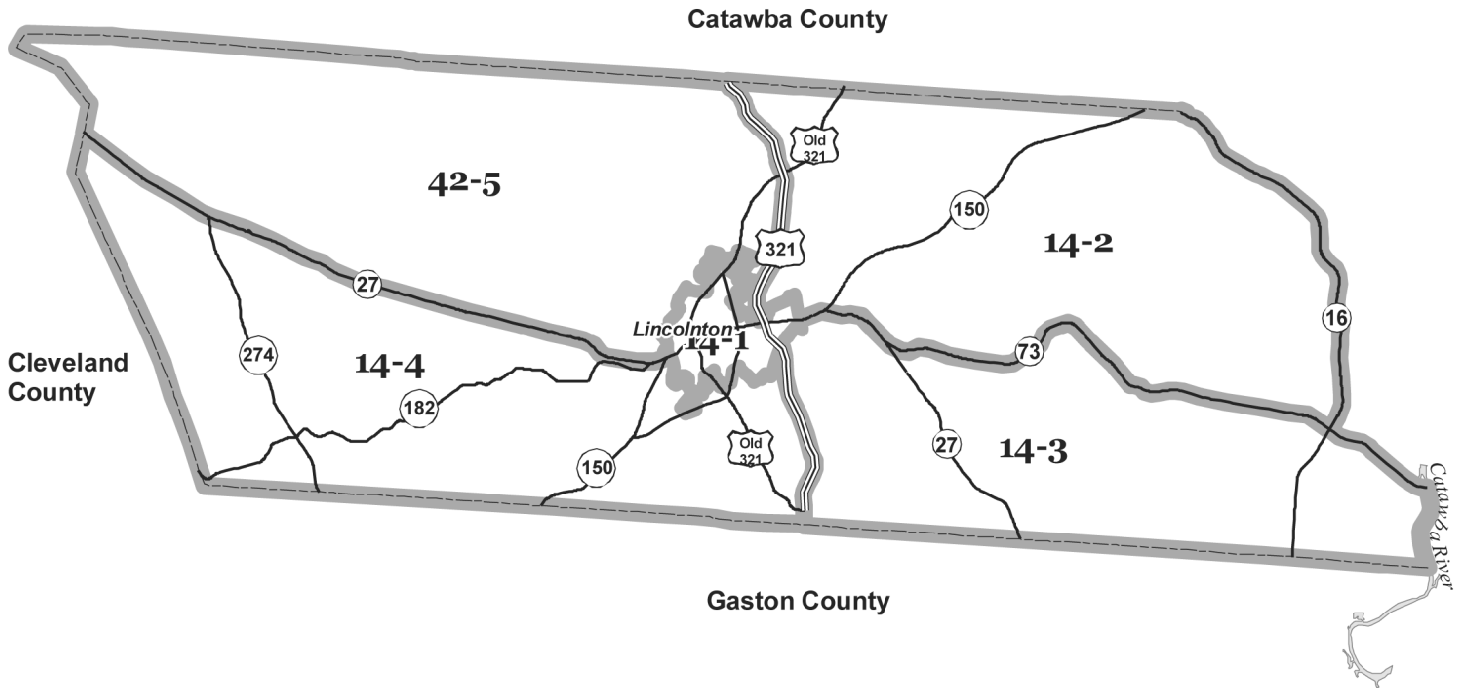 Catawba County
Old
321
42-5
150
321
14-2
27
16
Lincolnton
14-1
274
14-4
73
Cleveland
County
182
27
Old
321
14-3
150
Catawba River
Gaston County